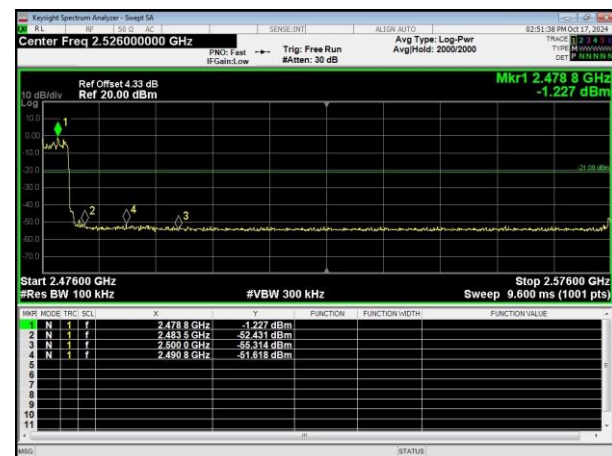 Keysight Spectrum Analyzer - Swept SA
RL RF 50 Ω AC SENSE:INT ALIGN AUTO 02:51:38 PM Oct 17, 2024
Center Freq 2.526000000 GHz
PNO: Fast
IFGain:Low
Trig: Free Run
#Atten: 30 dB
Avg Type: Log-Pwr
Avg|Hold: 2000/2000
TRACE 1 2 3 4 5 6
TYPE M
DET P N N N N N
Ref Offset 4.33 dB
Ref 20.00 dBm
Mkr1 2.478 8 GHz
-1.227 dBm
10 dB/div
Log
10.0
0.00
-10.0
-20.0
-30.0
-40.0
-50.0
-60.0
-70.0
1
2
4
3
-21.00 dBm
Start 2.47600 GHz
Stop 2.57600 GHz
#Res BW 100 kHz
#VBW 300 kHz
Sweep 9.600 ms (1001 pts)
MKR MODE TRC SCL X Y FUNCTION FUNCTION WIDTH FUNCTION VALUE
1 N 1 f 2.478 8 GHz -1.227 dBm
2 N 1 f 2.483 5 GHz -52.431 dBm
3 N 1 f 2.500 0 GHz -55.314 dBm
4 N 1 f 2.490 8 GHz -51.618 dBm
5
6
7
8
9
10
11
MSG
STATUS